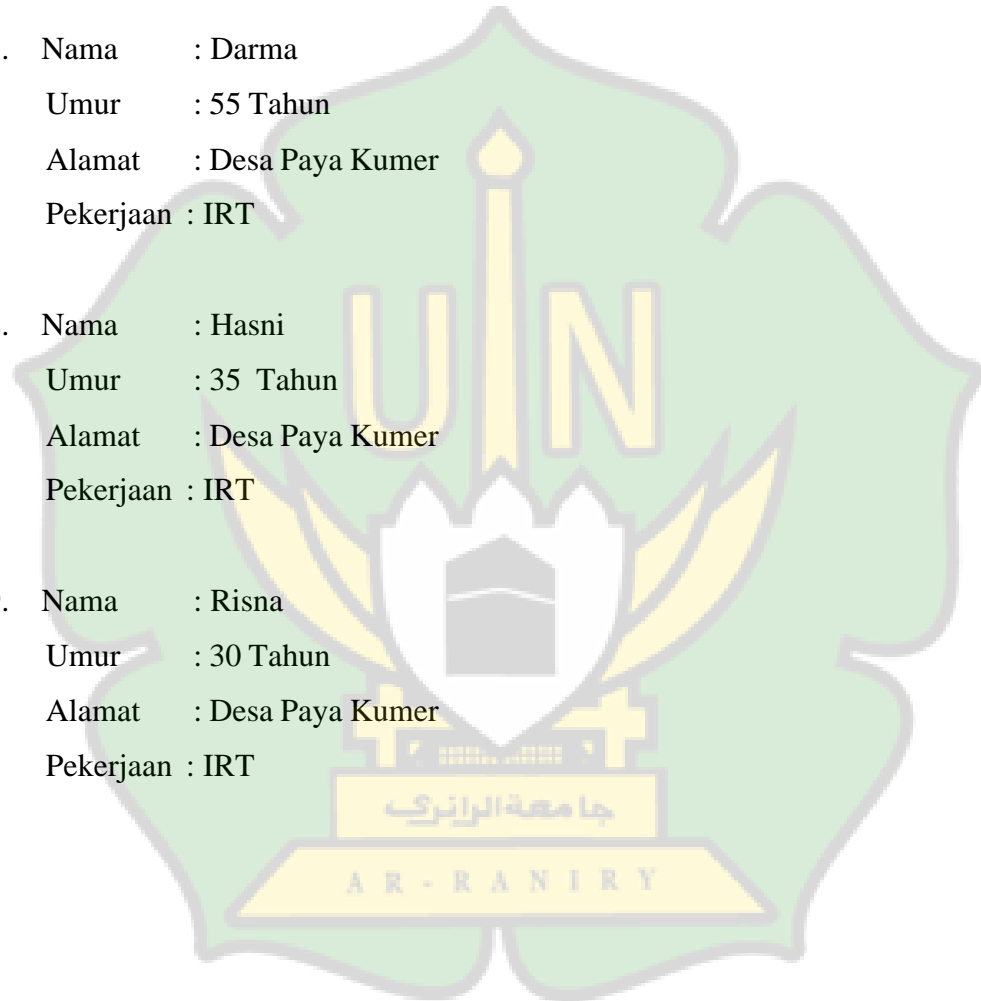 . Nama : Darma
Umur : 55 Tahun
Alamat : Desa Paya Kumer
Pekerjaan : IRT
. Nama : Hasni
Umur : 35 Tahun
Alamat : Desa Paya Kumer
Pekerjaan : IRT
. Nama : Risna
Umur : 30 Tahun
Alamat : Desa Paya Kumer
Pekerjaan : IRT
UIN
جامعة الرانري
AR-RANIRY